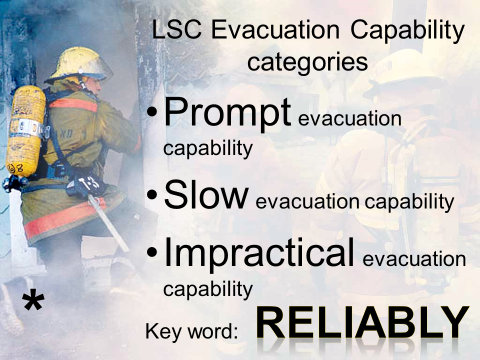 LSC Evacuation Capability
categories
• Prompt evacuation
capability
• Slow evacuation capability
• Impractical evacuation
capability
*
Key word: RELIABLY